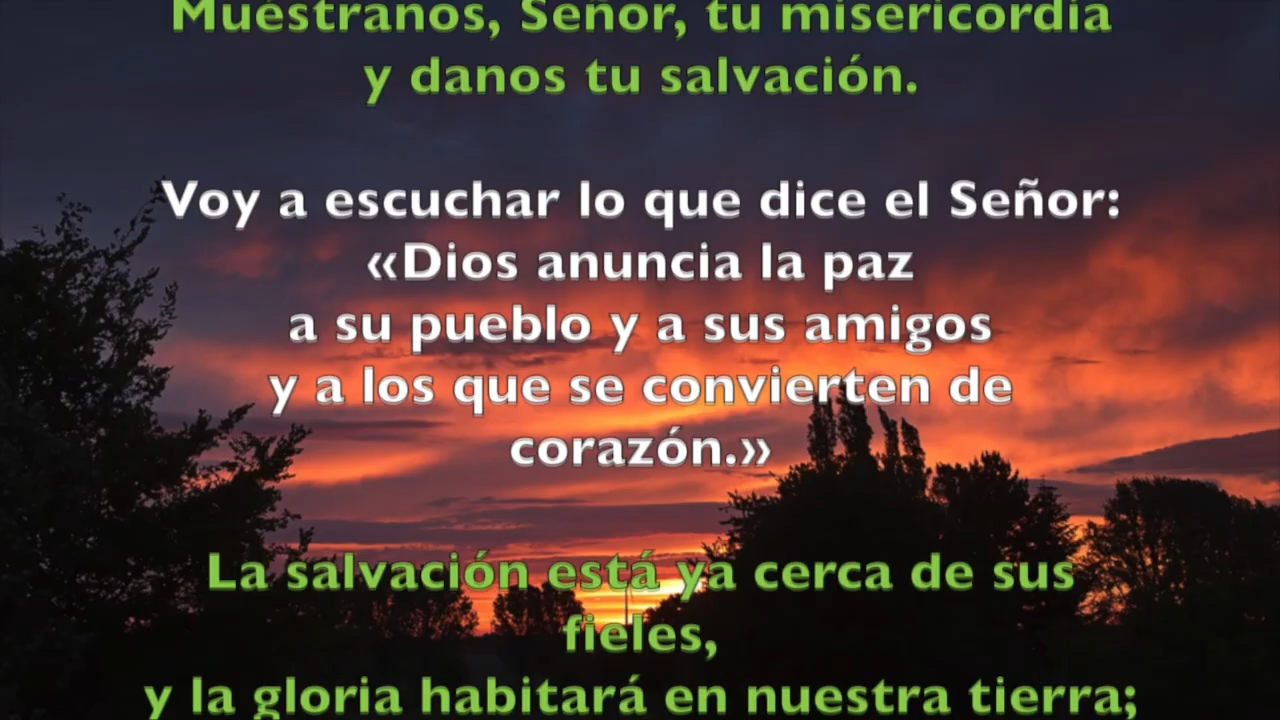 Muéstranos, Señor, tu misericordia
y danos tu salvación.
Voy a escuchar lo que dice el Señor:
«Dios anuncia la paz
a su pueblo y a sus amigos
y a los que se convierten de
corazón.»
La salvación está ya cerca de sus
fieles,
y la gloria habitará en nuestra tierra;